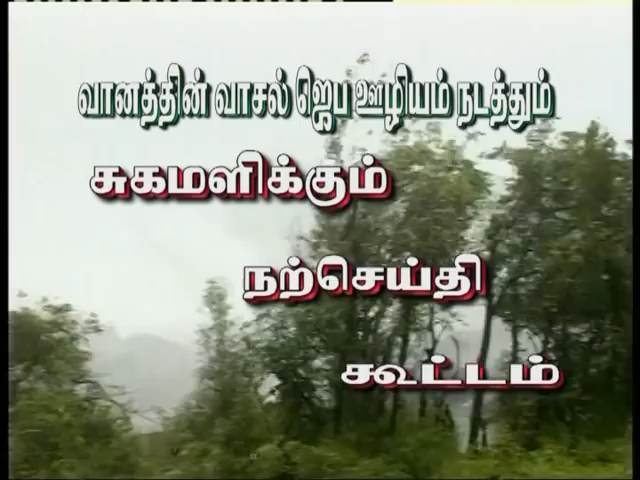 வானத்தின் வாசல் ஜெப ஊழியம் நடத்தும்
சுகமளிக்கும்
நற்செய்தி
கூட்டம்